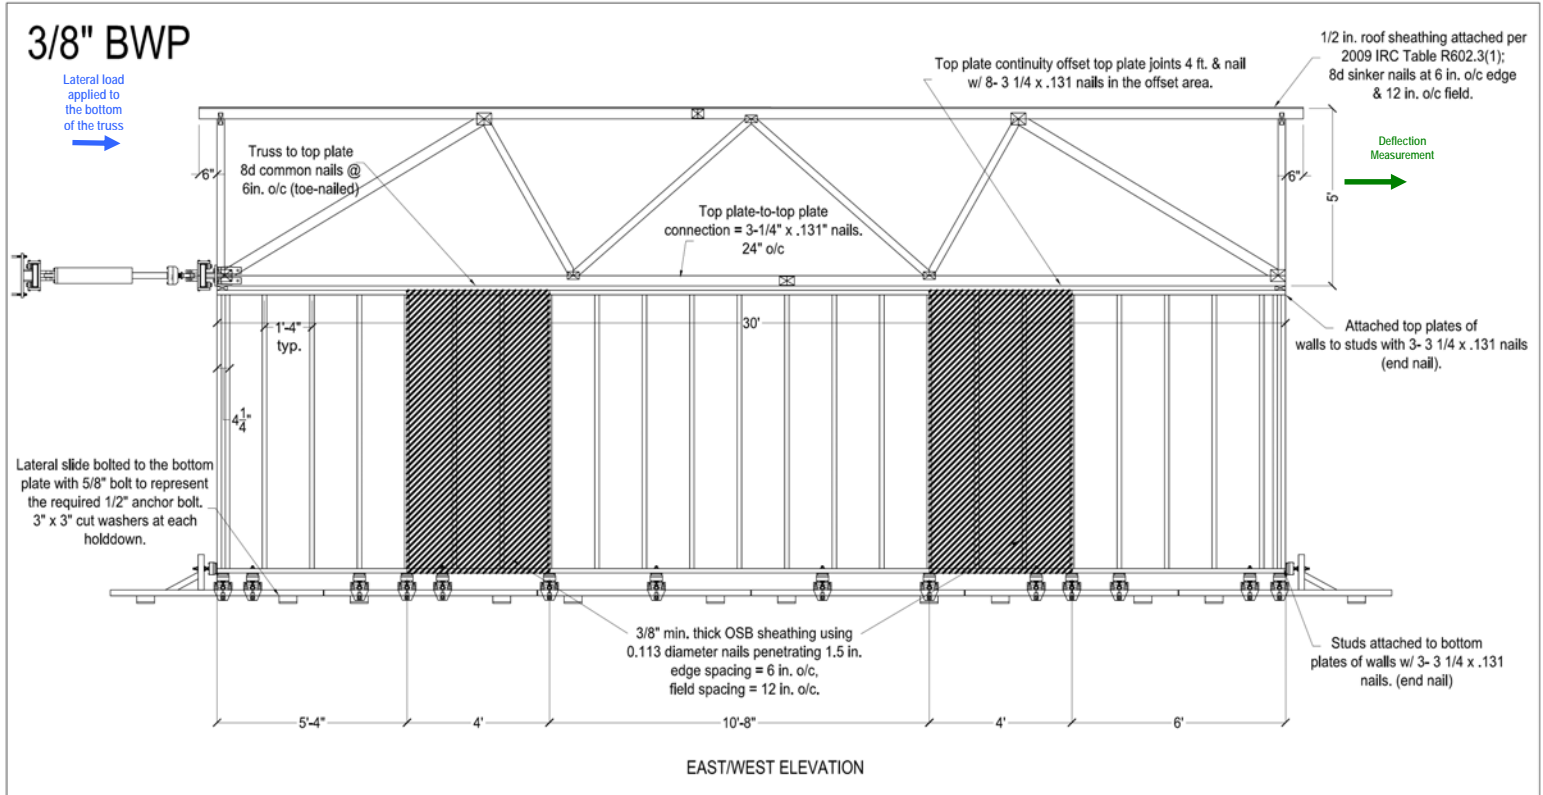 3/8" BWP
Lateral load
applied to
the bottom
of the truss
Top plate continuity offset top plate joints 4 ft. & nail
w/ 8- 3 1/4 x .131 nails in the offset area.
1/2 in. roof sheathing attached per
2009 IRC Table R602.3(1);
8d sinker nails at 6 in. o/c edge
& 12 in. o/c field.
Deflection
Measurement
Truss to top plate
8d common nails @
6in. o/c (toe-nailed)
6"
6"
5'
Top plate-to-top plate
connection = 3-1/4" x .131" nails.
24" o/c
1'-4"
typ.
30'
Attached top plates of
walls to studs with 3- 3 1/4 x .131 nails
(end nail).
4 1/4"
Lateral slide bolted to the bottom
plate with 5/8" bolt to represent
the required 1/2" anchor bolt.
3" x 3" cut washers at each
holddown.
3/8" min. thick OSB sheathing using
0.113 diameter nails penetrating 1.5 in.
edge spacing = 6 in. o/c,
field spacing = 12 in. o/c.
Studs attached to bottom
plates of walls w/ 3- 3 1/4 x .131
nails. (end nail)
5'-4"
4'
10'-8"
4'
6'
EAST/WEST ELEVATION